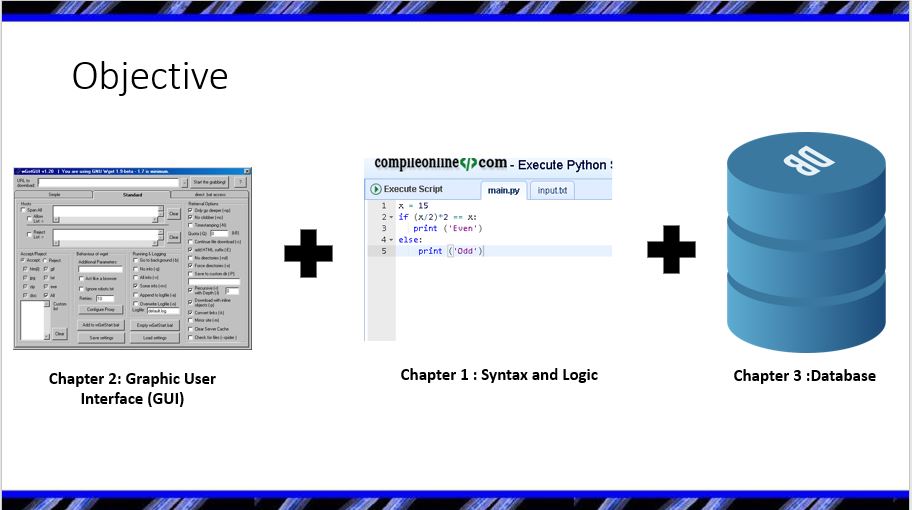 Objective
wGetGUI v1.20 | You are using GNU Wget 1.9-beta - 1.7 is minimum.
URL to download: Start the grabbing! ?
Simple Standard direct .bat access
Hosts
Span All
Allow List = Clear
Reject List = Clear
Accept/Reject
Accept Reject
html gif
jpg txt
zip exe
doc All
Custom list
Clear
Behaviour of wget
Additional Parameters
Act like a browser
Ignore robots.txt
Retries: 10
Configure Proxy
Add to wGetStart.bat
Save settings
Running & Logging
Go to background (-b)
No info (-q)
All info (-v)
Some info (-nv)
Append to logfile (-a)
Overwrite Logfile (-o)
Logfile: default.log
Empty wGetStart.bat
Load settings
Retrieval Options
Only go deeper (-np)
No clobber (-nc)
Timestamping (-N)
Quota (-Q) 0 (kB)
Continue file download (-c)
add HTML suffix (-E)
No directories (-nd)
Force directories (-x)
Save to custom dir (-P):
Recursive (-r) with Depth (-l): 3
Download with inline objects (-p)
Convert links (-k)
Mirror site (-m)
Clear Server Cache
Check for files (--spider )
Chapter 2: Graphic User
Interface (GUI)
compileonline</>com - Execute Python S
Execute Script main.py input.txt
1 x = 15
2 if (x/2)*2 == x:
3 print ('Even')
4 else:
5 print ('Odd')
Chapter 1 : Syntax and Logic
DB
Chapter 3 :Database